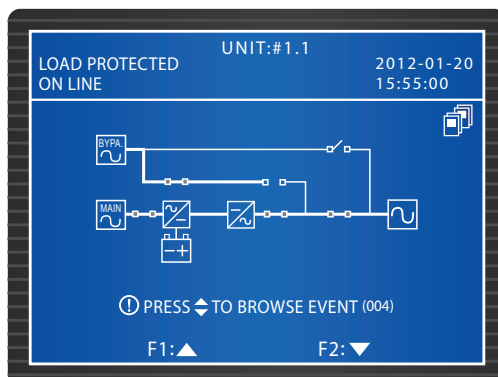 UNIT:#1.1
LOAD PROTECTED
ON LINE
2012-01-20
15:55:00
BYPA.
MAIN
PRESS TO BROWSE EVENT (004)
F1:
F2: